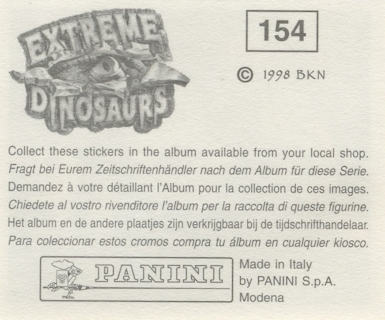 EXTREME
DINOSAURS
154
© 1998 BKN
Collect these stickers in the album available from your local shop.
Fragt bei Eurem Zeitschriftenhändler nach dem Album für diese Serie.
Demandez à votre détaillant l'Album pour la collection de ces images.
Chiedete al vostro rivenditore l'album per la raccolta di queste figurine.
Het album en de andere plaatjes zijn verkrijgbaar bij de tijdschrifthandelaar.
Para coleccionar estos cromos compra tu álbum en cualquier kiosco.
PANINI
Made in Italy
by PANINI S.p.A.
Modena